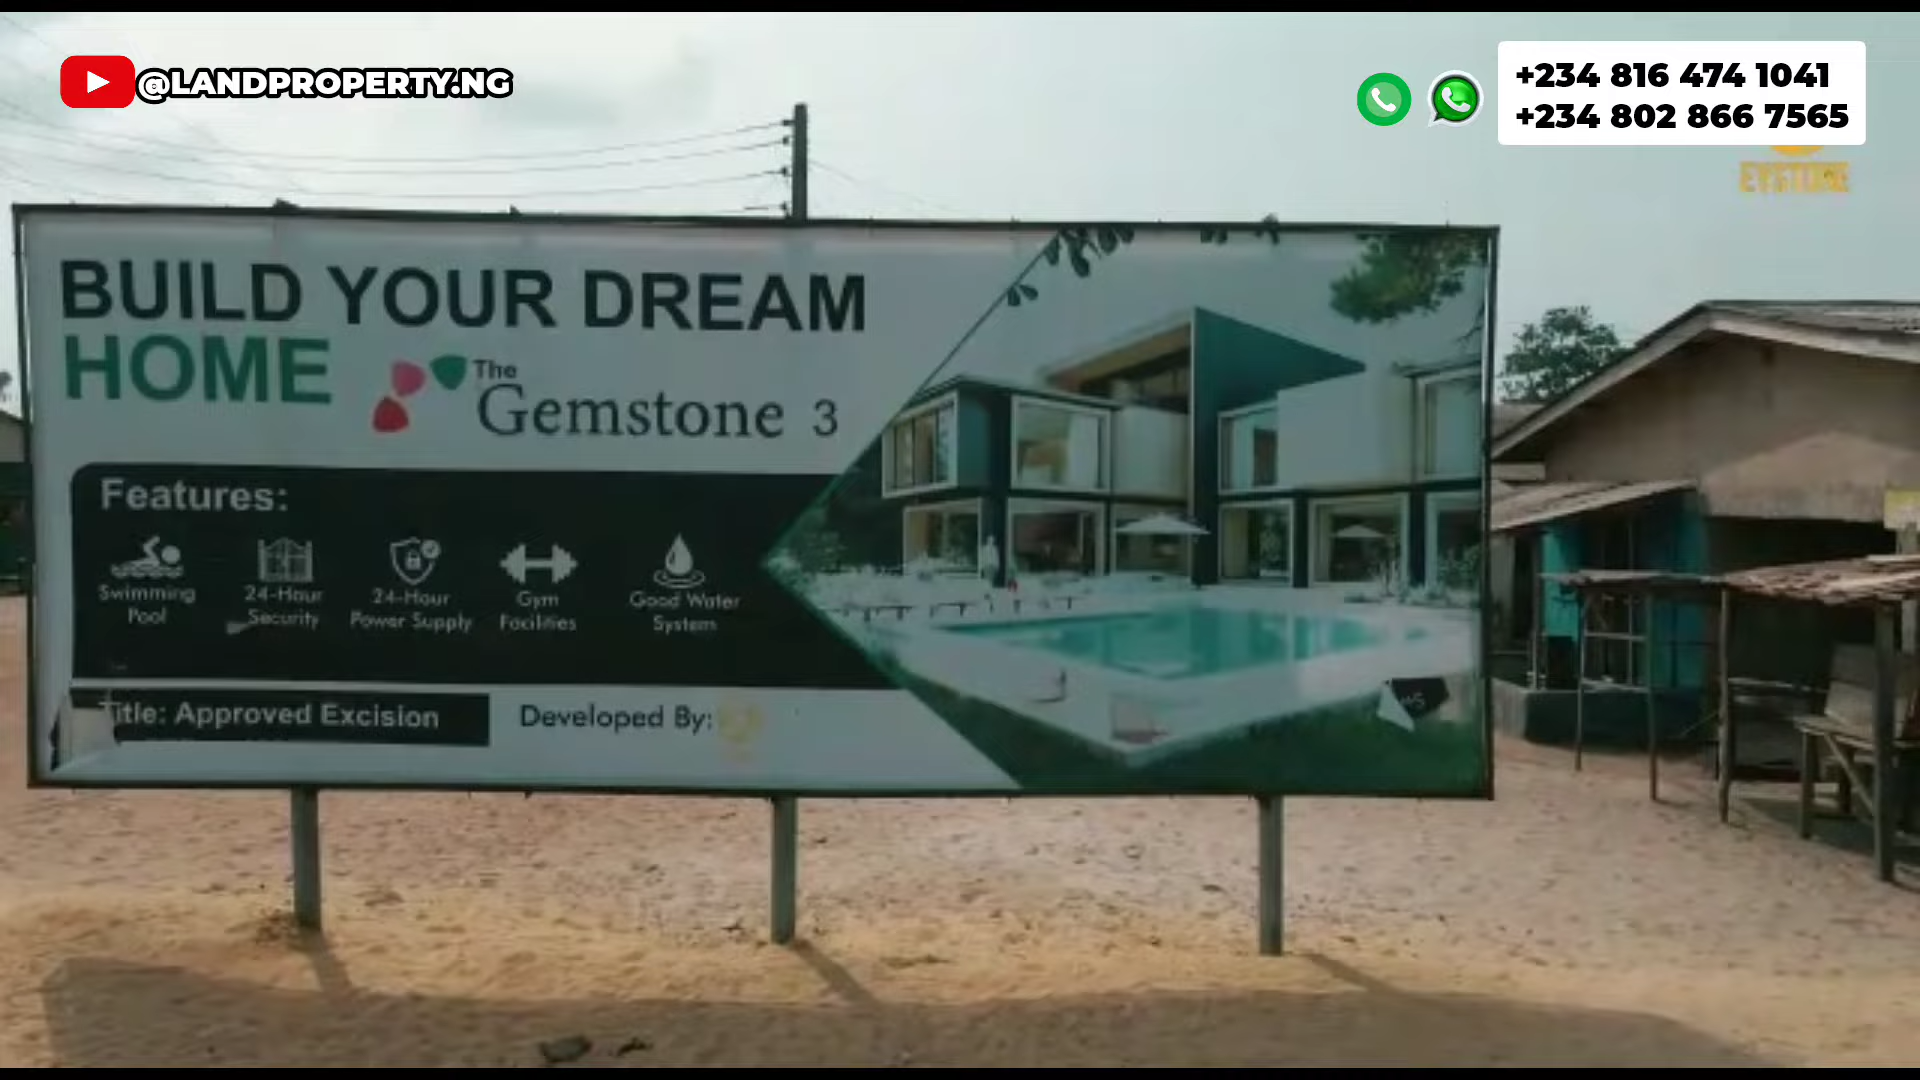 @LANDPROPERTY.NG
+234 816 474 1041
+234 802 866 7565
BUILD YOUR DREAM
HOME
The
Gemstone 3
Features:
Swimming
Pool
24-Hour
Security
24-Hour
Power Supply
Gym
Facilities
Good Water
System
Title: Approved Excision
Developed By: